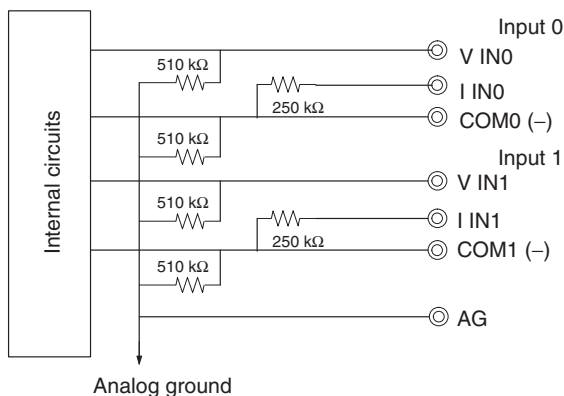 Input 0
V IN0
510 kΩ
I IN0
250 kΩ
COM0 (–)
510 kΩ
Input 1
V IN1
510 kΩ
I IN1
250 kΩ
COM1 (–)
510 kΩ
AG
Internal circuits
Analog ground